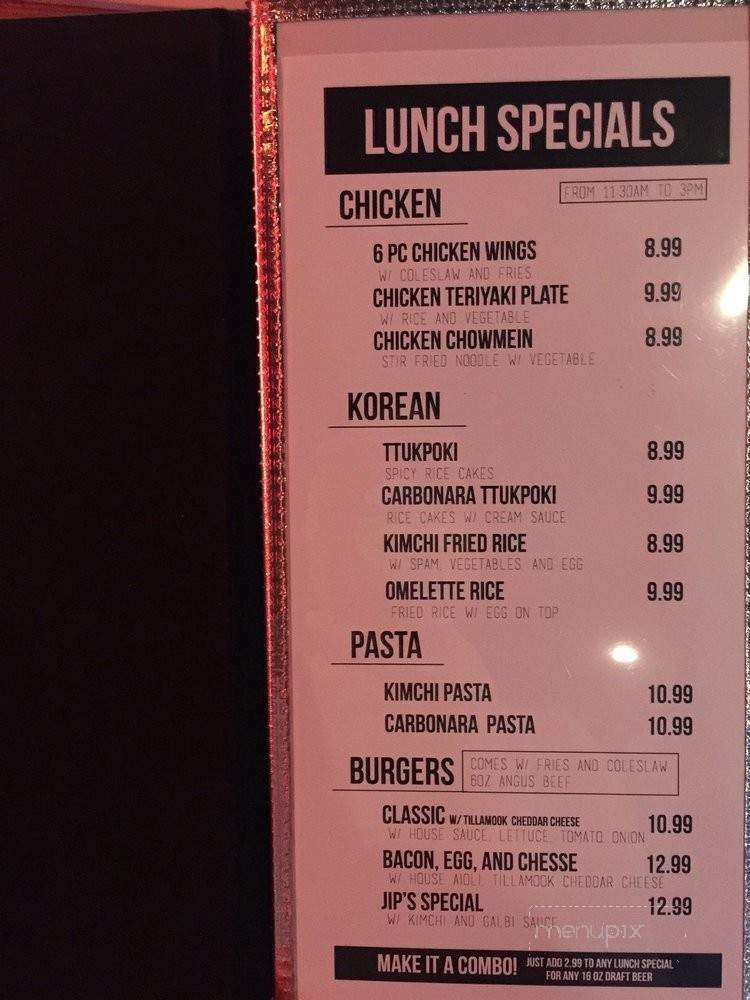 LUNCH SPECIALS
FROM 11:30AM TO 3PM
CHICKEN
6 PC CHICKEN WINGS 8.99
W/ COLESLAW AND FRIES
CHICKEN TERIYAKI PLATE 9.99
W/ RICE AND VEGETABLE
CHICKEN CHOWMEIN 8.99
STIR FRIED NOODLE W/ VEGETABLE
KOREAN
TTUKPOKI 8.99
SPICY RICE CAKES
CARBONARA TTUKPOKI 9.99
RICE CAKES W/ CREAM SAUCE
KIMCHI FRIED RICE 8.99
W/ SPAM, VEGETABLES, AND EGG
OMELETTE RICE 9.99
FRIED RICE W/ EGG ON TOP
PASTA
KIMCHI PASTA 10.99
CARBONARA PASTA 10.99
BURGERS
COMES W/ FRIES AND COLESLAW
6OZ ANGUS BEEF
CLASSIC W/ TILLAMOOK CHEDDAR CHEESE 10.99
W/ HOUSE SAUCE, LETTUCE, TOMATO, ONION
BACON, EGG, AND CHESSE 12.99
W/ HOUSE AIOLI, TILLAMOOK CHEDDAR CHEESE
JIP'S SPECIAL 12.99
W/ KIMCHI AND GALBI SAUCE
menupix
MAKE IT A COMBO! JUST ADD 2.99 TO ANY LUNCH SPECIAL
FOR ANY 16 OZ DRAFT BEER